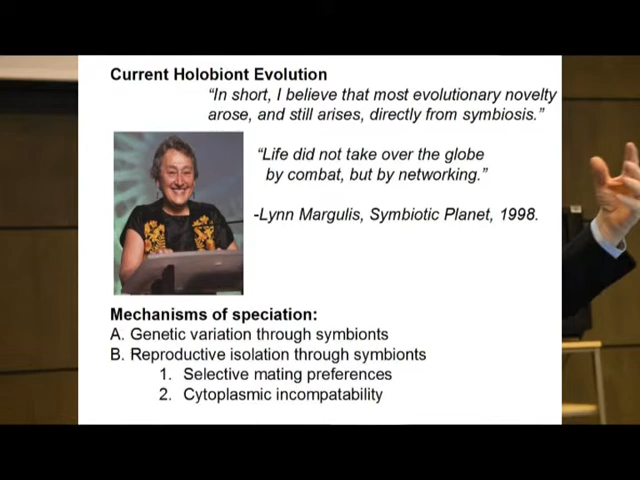 Current Holobiont Evolution
“In short, I believe that most evolutionary novelty
arose, and still arises, directly from symbiosis.”
“Life did not take over the globe
by combat, but by networking.”
-Lynn Margulis, Symbiotic Planet, 1998.
Mechanisms of speciation:
A. Genetic variation through symbionts
B. Reproductive isolation through symbionts
1. Selective mating preferences
2. Cytoplasmic incompatability